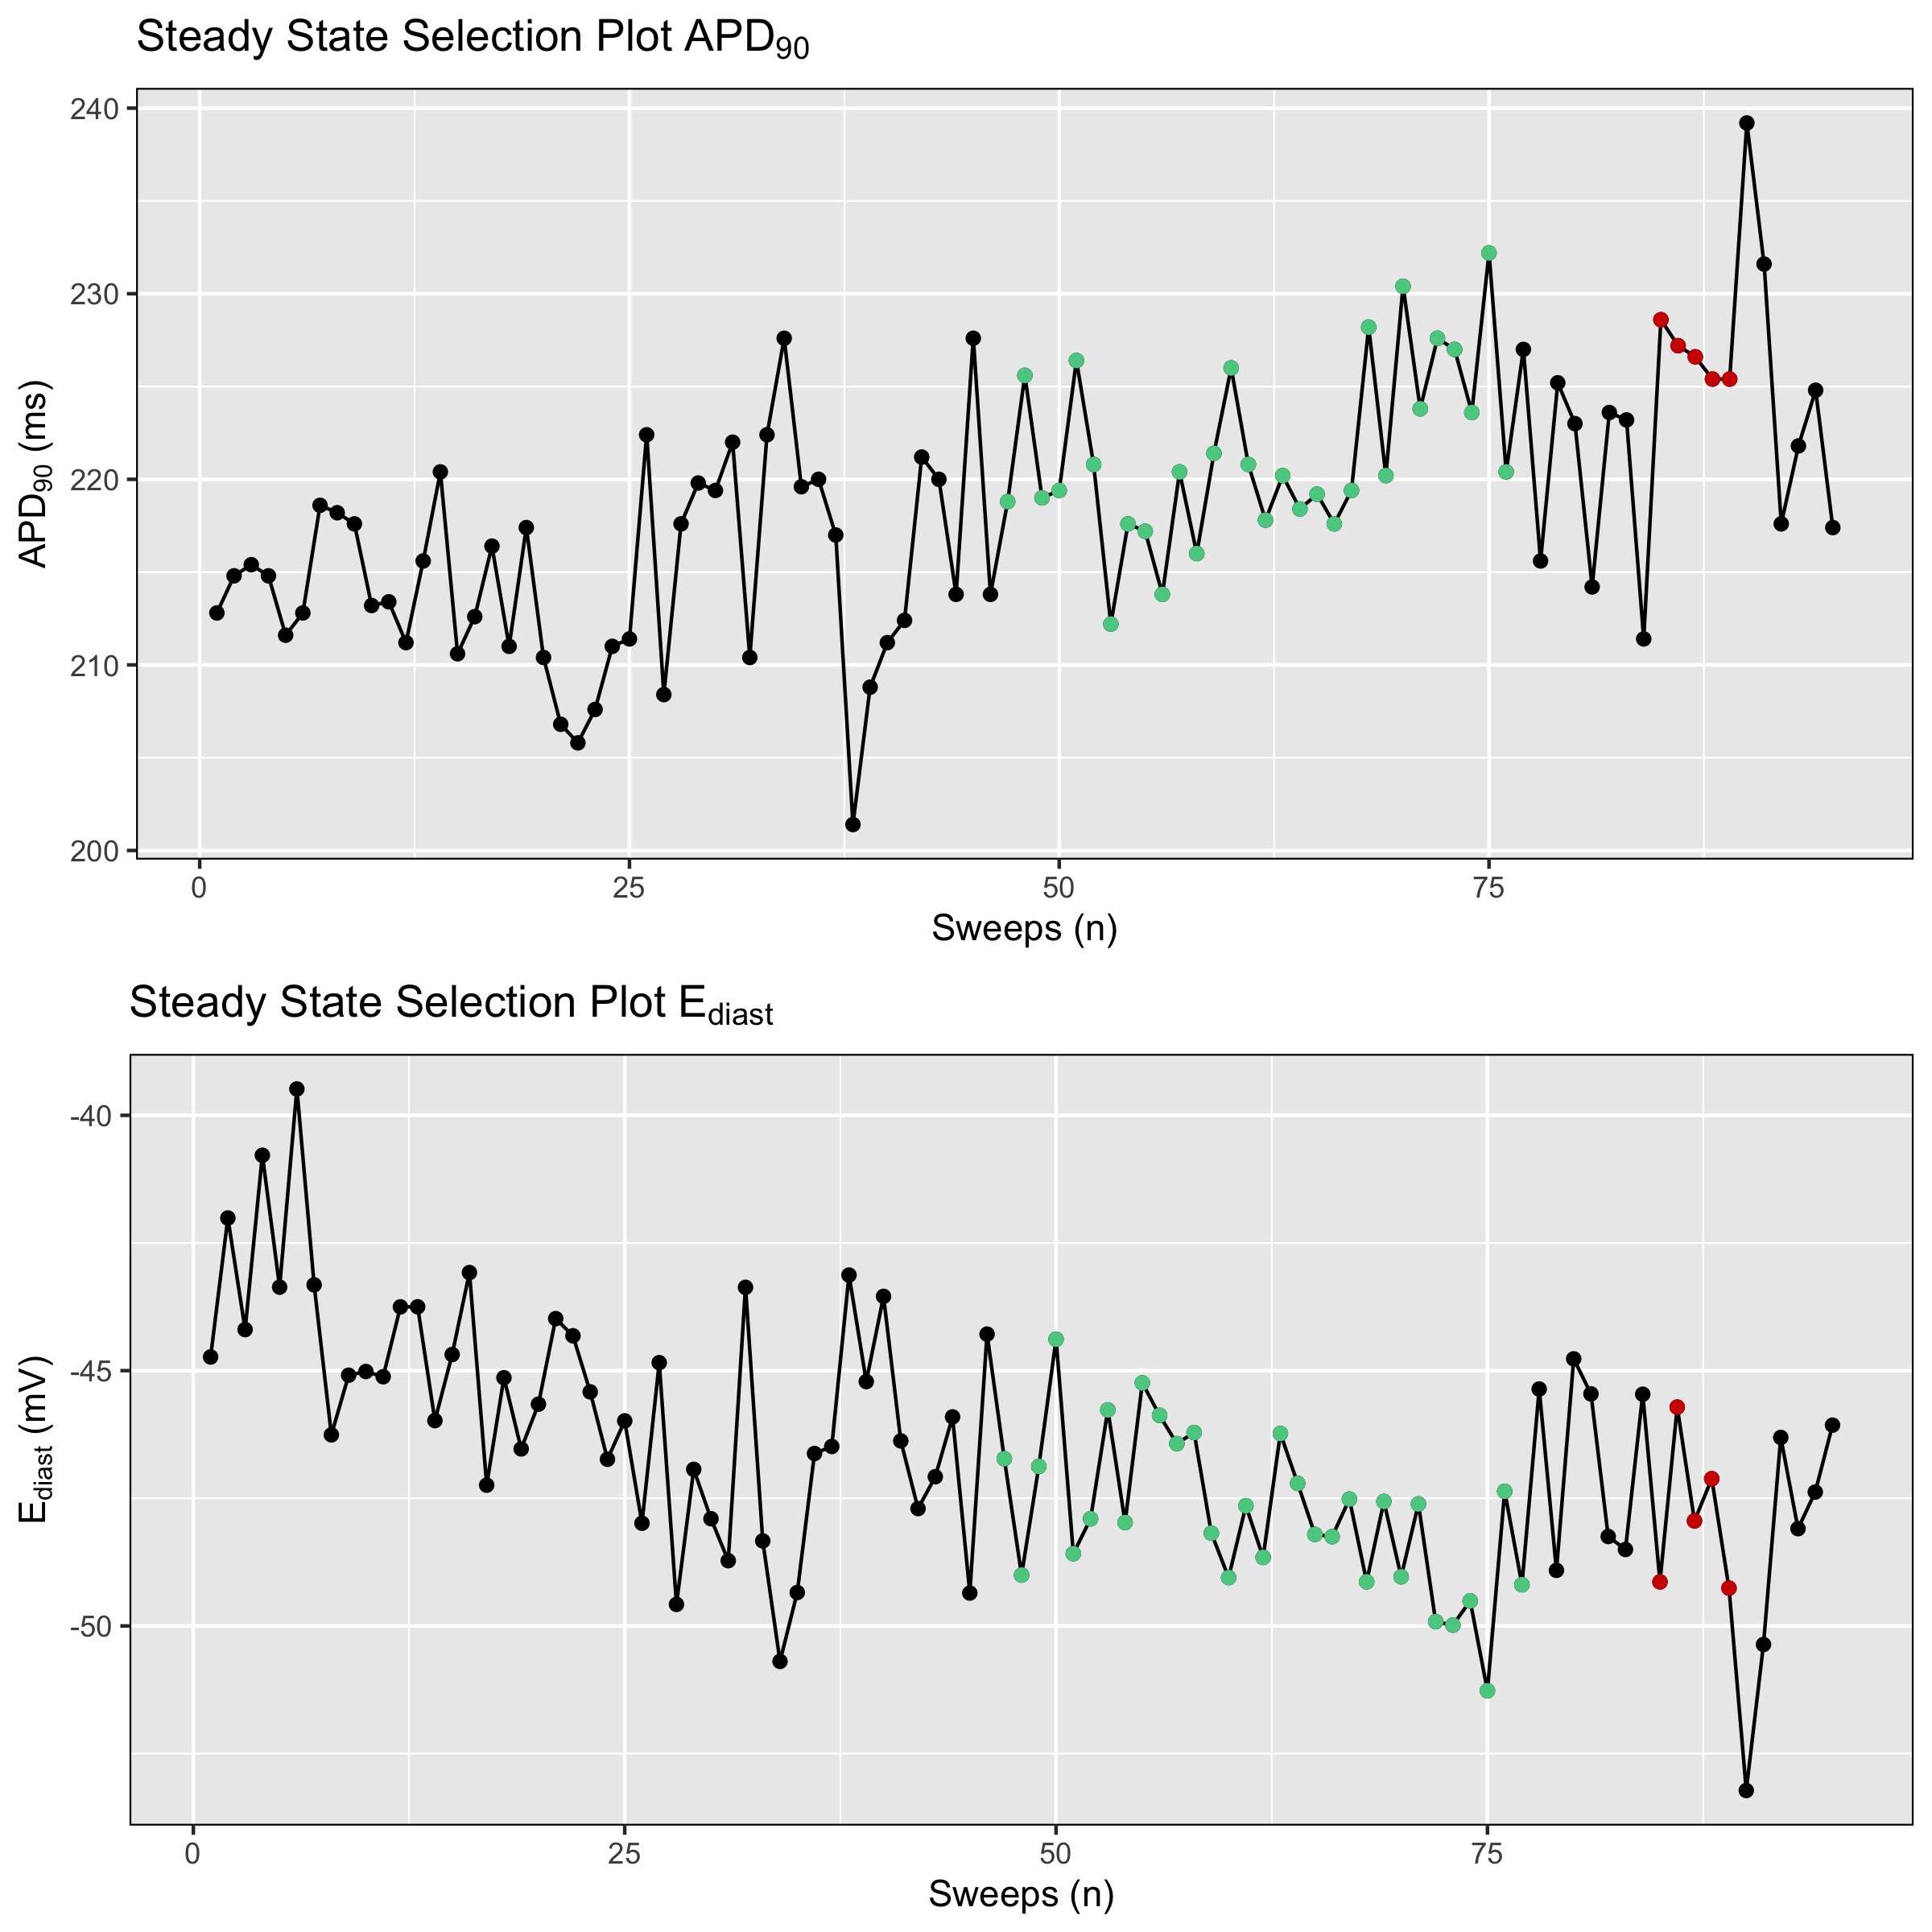 Steady State Selection Plot APD90
240
230
220
210
200
APD90 (ms)
0 25 50 75
Sweeps (n)
Steady State Selection Plot Ediast
-40
-45
-50
Ediast (mV)
0 25 50 75
Sweeps (n)